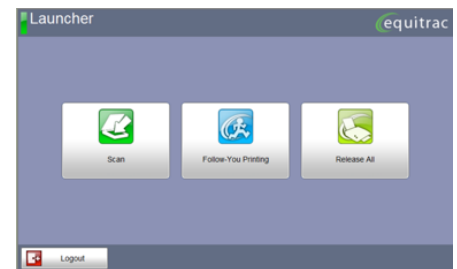 Launcher
equitrac
Scan
Follow-You Printing
Release All
Logout